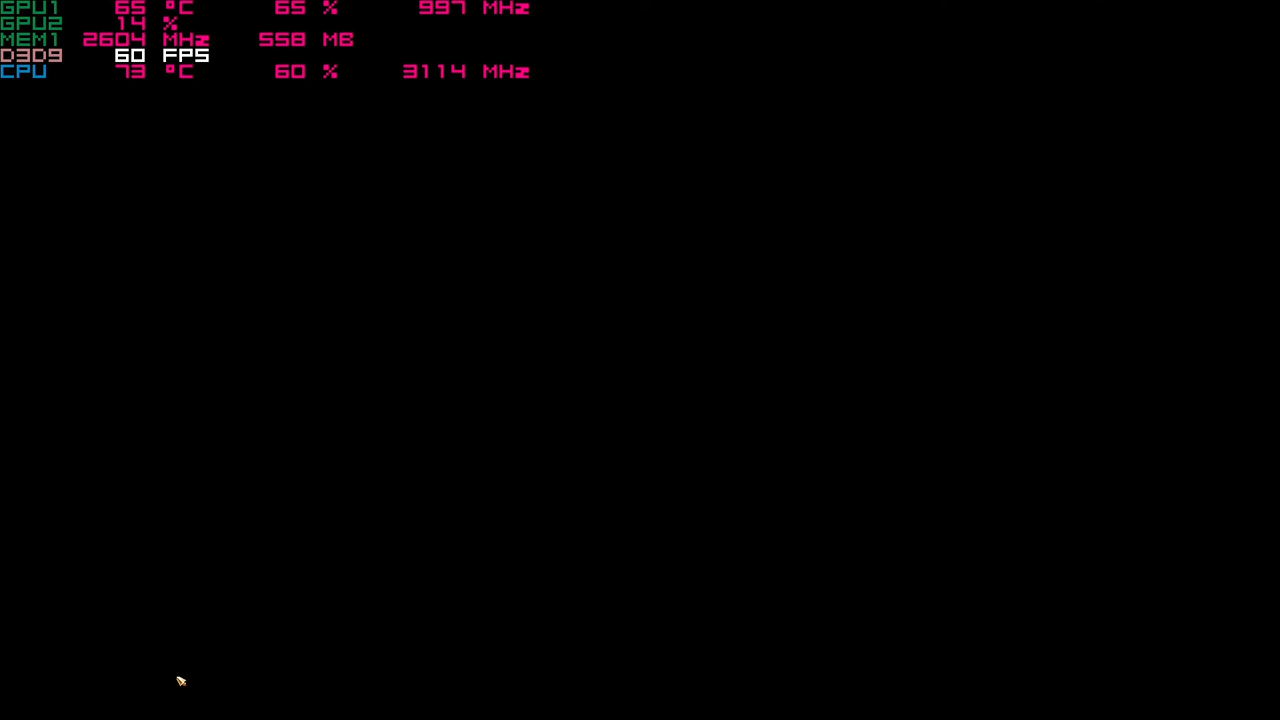 GPU1 65 °C 65 % 997 MHz
GPU2 14 %
MEM1 2604 MHz 558 MB
D3D9 60 FPS
CPU 73 °C 60 % 3114 MHz